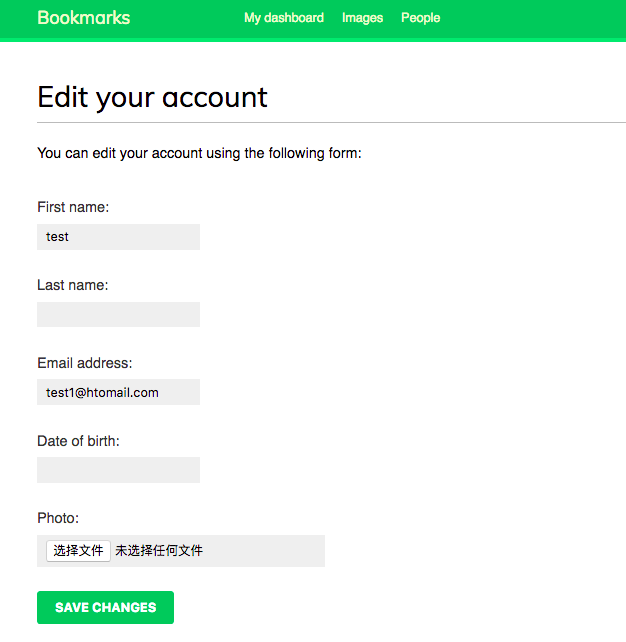 Bookmarks My dashboard Images People
Edit your account
You can edit your account using the following form:
First name:
test
Last name:
Email address:
test1@htomail.com
Date of birth:
Photo:
选择文件 未选择任何文件
SAVE CHANGES